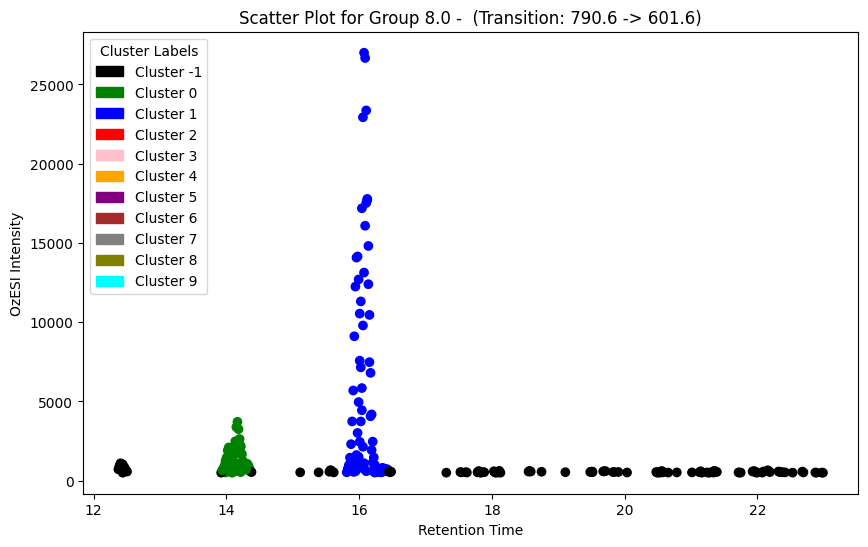 Scatter Plot for Group 8.0 -  (Transition: 790.6 -> 601.6)
Cluster Labels
Cluster -1
Cluster 0
Cluster 1
Cluster 2
Cluster 3
Cluster 4
Cluster 5
Cluster 6
Cluster 7
Cluster 8
Cluster 9
OzESI Intensity
25000
20000
15000
10000
5000
0
12 14 16 18 20 22
Retention Time